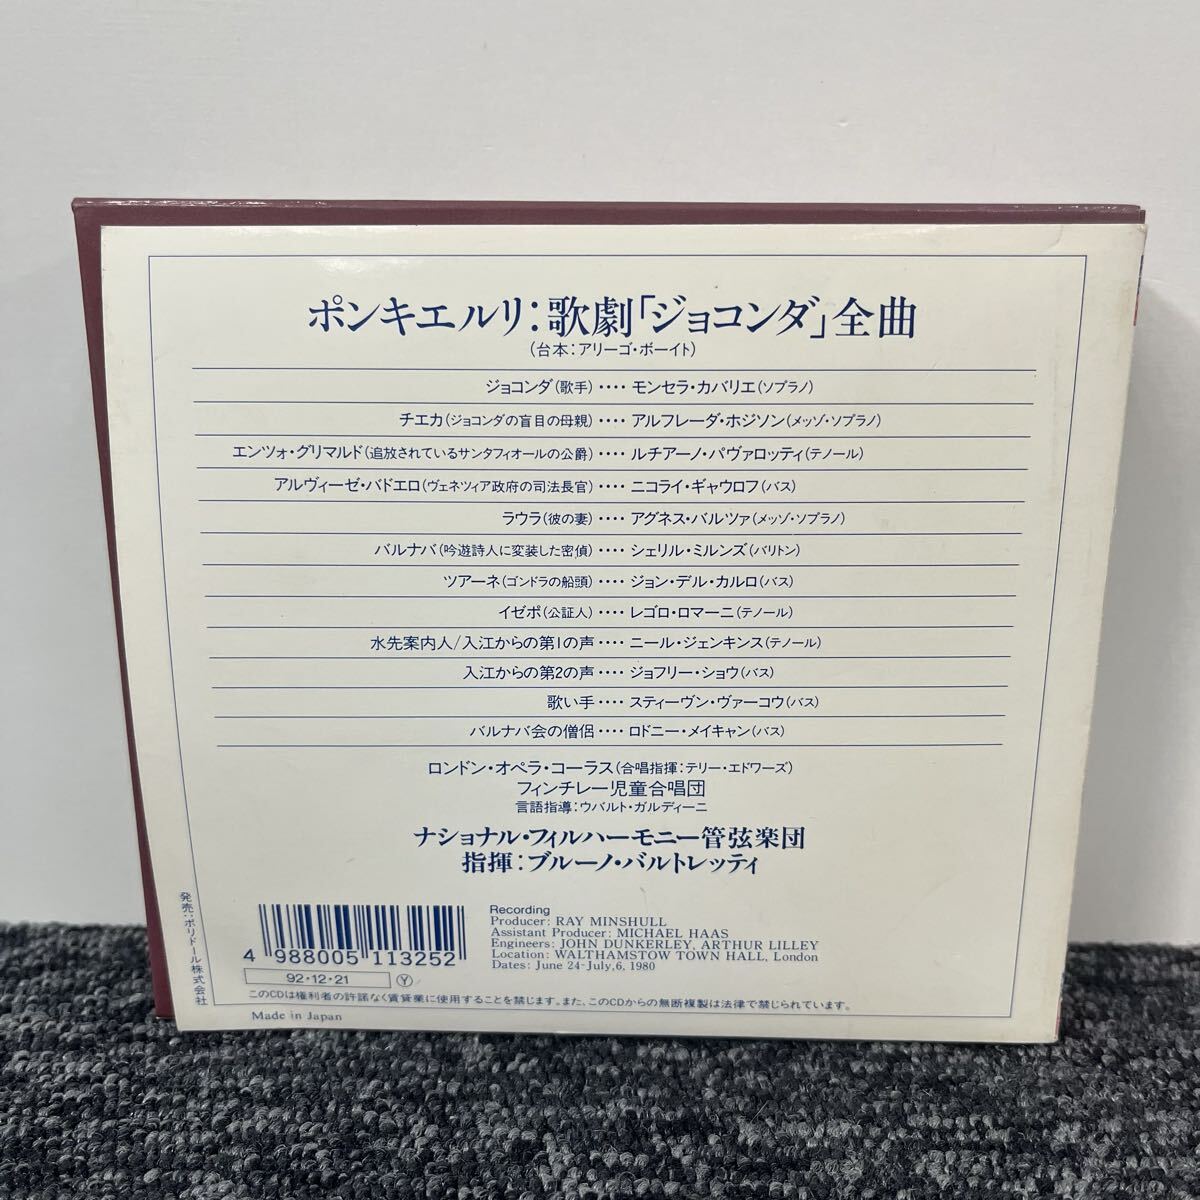 ポンキエルリ:歌劇「ジョコンダ」全曲
(台本:アリーゴ・ボーイト)
ジョコンダ(歌手)‥‥モンセラ・カバリエ(ソプラノ)
チエカ(ジョコンダの盲目の母親)‥‥アルフレーダ・ホジソン(メッゾ・ソプラノ)
エンツォ・グリマルド(追放されているサンタフィオールの公爵)‥‥ルチアーノ・パヴァロッティ(テノール)
アルヴィーゼ・バドエロ(ヴェネツィア政府の司法長官)‥‥ニコライ・ギャウロフ(バス)
ラウラ(彼の妻)‥‥アグネス・バルツァ(メッゾ・ソプラノ)
バルナバ(吟遊詩人に変装した密偵)‥‥シェリル・ミルンズ(バリトン)
ツアーネ(ゴンドラの船頭)‥‥ジョン・デル・カルロ(バス)
イゼポ(公証人)‥‥レゴロ・ロマーニ(テノール)
水先案内人/入江からの第1の声‥‥ニール・ジェンキンス(テノール)
入江からの第2の声‥‥ジョフリー・ショウ(バス)
歌い手‥‥スティーヴン・ヴァーコウ(バス)
バルナバ会の僧侶‥‥ロドニー・メイキャン(バス)
ロンドン・オペラ・コーラス(合唱指揮:テリー・エドワーズ)
フィンチレー児童合唱団
言語指導:ウバルト・ガルディーニ
ナショナル・フィルハーモニー管弦楽団
指揮:ブルーノ・バルトレッティ
発売:ポリドール株式会社
4 988005 113252
92・12・21 Ⓨ
Recording
Producer: RAY MINSHULL
Assistant Producer: MICHAEL HAAS
Engineers: JOHN DUNKERLEY, ARTHUR LILLEY
Location: WALTHAMSTOW TOWN HALL, London
Dates: June 24-July,6, 1980
このCDは権利者の許諾なく賃貸業に使用することを禁じます。また、このCDからの無断複製は法律で禁じられています。
Made in Japan